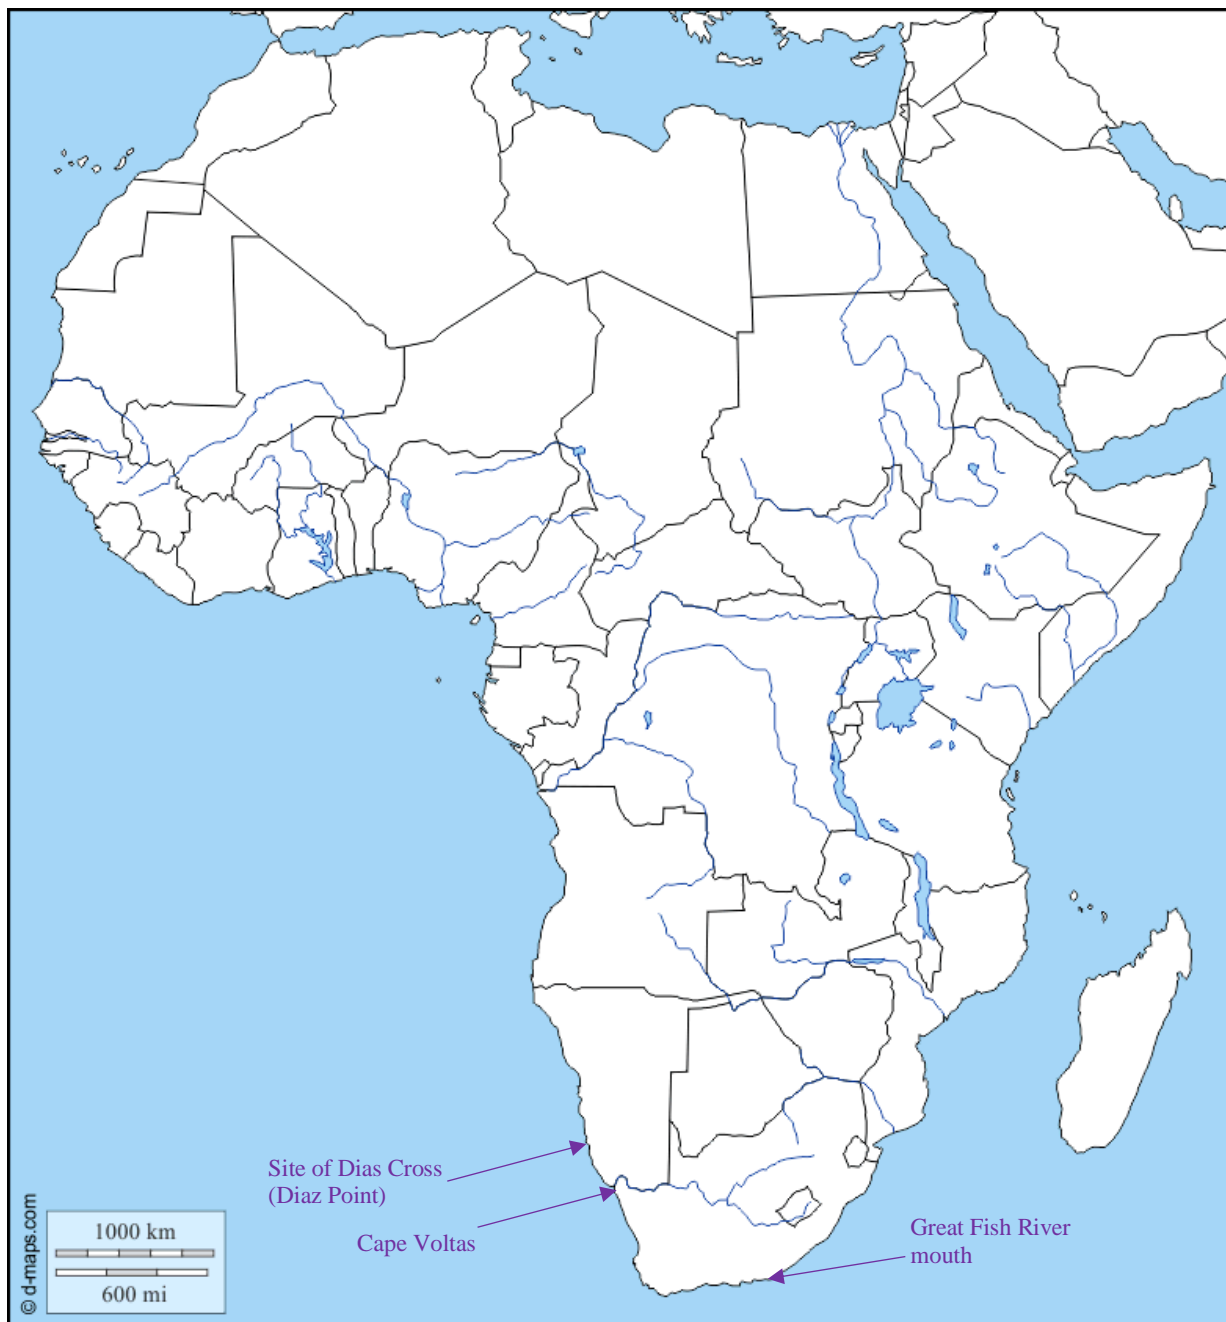 Site of Dias Cross
(Diaz Point)
Cape Voltas
Great Fish River
mouth
© d-maps.com
1000 km
600 mi